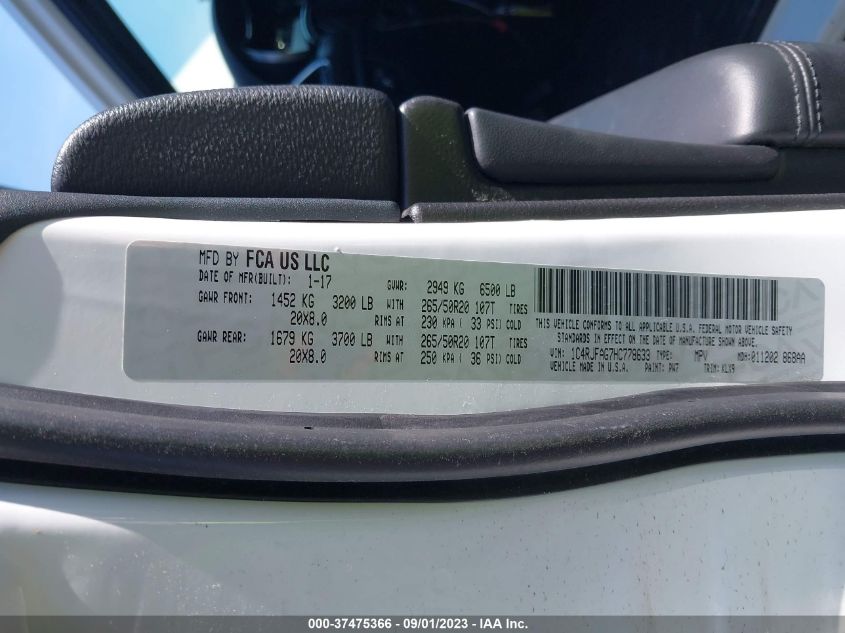 MFD BY FCA US LLC
DATE OF MFR(BUILT): 1-17 GVWR: 2949 KG 6500 LB
GAWR FRONT: 1452 KG 3200 LB WITH 265/50R20 107T TIRES
20X8.0 RIMS AT 230 KPA ( 33 PSI) COLD
GAWR REAR: 1679 KG 3700 LB WITH 265/50R20 107T TIRES
20X8.0 RIMS AT 250 KPA ( 36 PSI) COLD
THIS VEHICLE CONFORMS TO ALL APPLICABLE U.S.A. FEDERAL MOTOR VEHICLE SAFETY
STANDARDS IN EFFECT ON THE DATE OF MANUFACTURE SHOWN ABOVE.
VIN: 1C4RJFAG7HC778633 TYPE: MPV MDH:011202 868AA
VEHICLE MADE IN U.S.A. PAINT: PW7 TRIM: KLX9
000-37475366 - 09/01/2023 - IAA Inc.